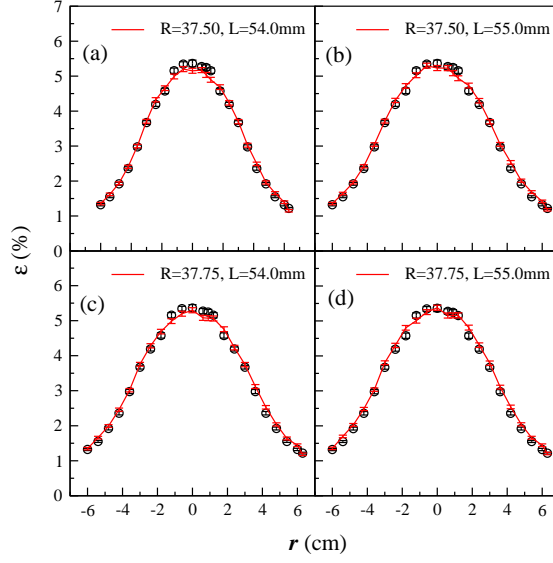 R=37.50, L=54.0mm
R=37.50, L=55.0mm
(a)
(b)
6
5
4
3
2
1
0
ε (%)
R=37.75, L=54.0mm
R=37.75, L=55.0mm
(c)
(d)
6
5
4
3
2
1
0
-6 -4 -2 0 2 4 6
-6 -4 -2 0 2 4 6
r (cm)